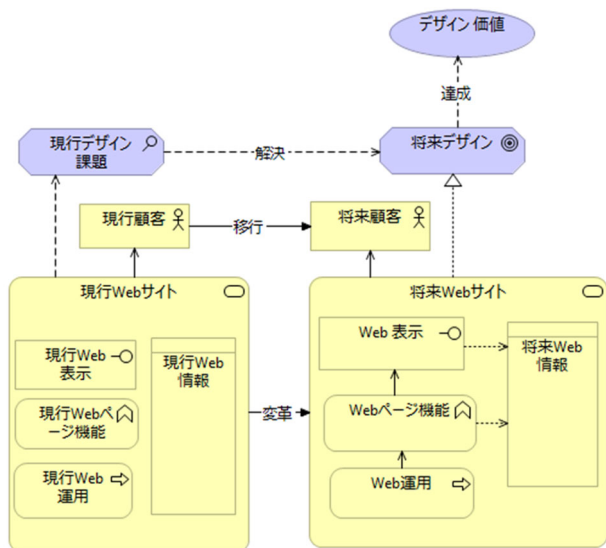 デザイン 価値
達成
現行デザイン
課題
解決
将来デザイン
現行顧客
移行
将来顧客
現行Webサイト
現行Web
表示
現行Web
情報
現行Webペ
ージ機能
現行Web
運用
変革
将来Webサイト
Web 表示
将来Web
情報
Webページ機能
Web運用